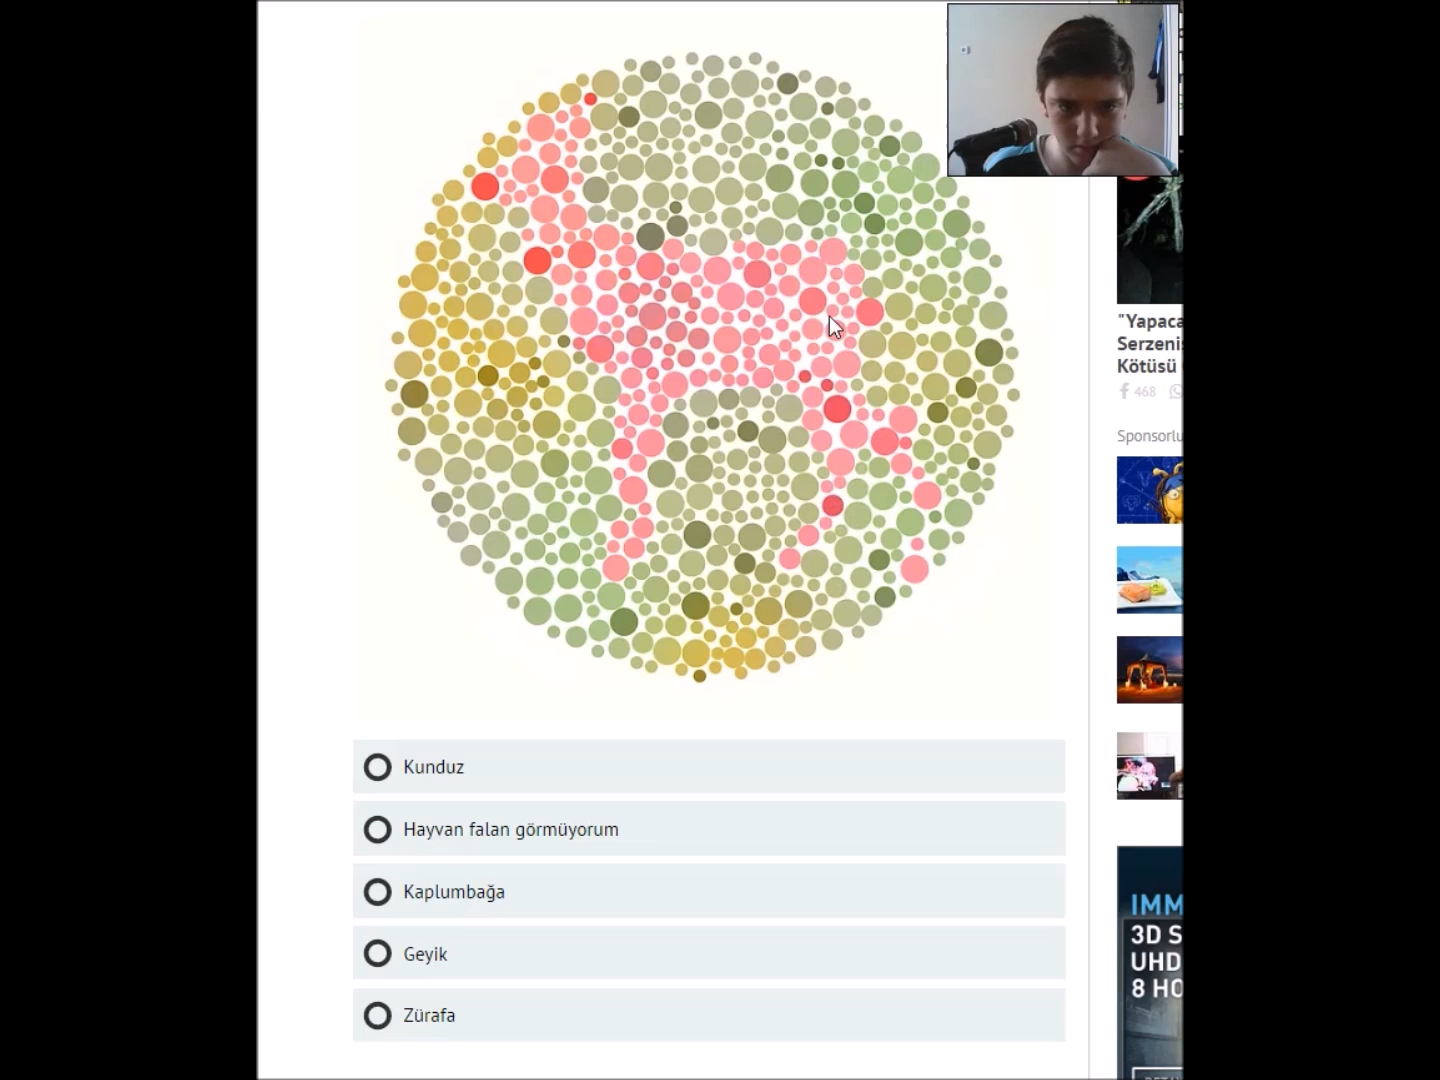 "Yapaca
Serzeni
Kötüsü
468
Sponsorlu
Kunduz
Hayvan falan görmüyorum
Kaplumbağa
Geyik
Zürafa
IMM
3D S
UHD
8 HO